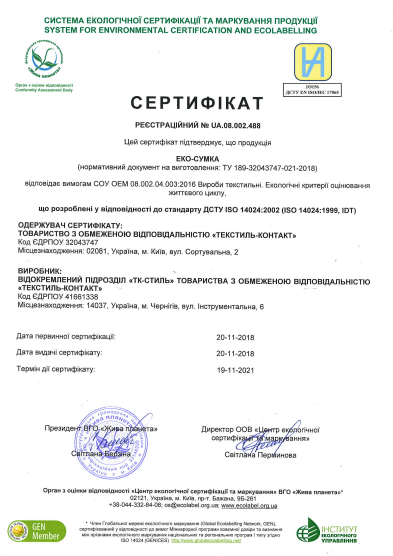 СИСТЕМА ЕКОЛОГІЧНОЇ СЕРТИФІКАЦІЇ ТА МАРКУВАННЯ ПРОДУКЦІЇ
SYSTEM FOR ENVIRONMENTAL CERTIFICATION AND ECOLABELLING
Орган з оцінки відповідності
Conformity Assessment Body
10156
ДСТУ EN ISO/IEC 17065
СЕРТИФІКАТ
РЕЄСТРАЦІЙНИЙ № UA.08.002.488
Цей сертифікат підтверджує, що продукція
ЕКО-СУМКА
(нормативний документ на виготовлення: ТУ 189-32043747-021-2018)
відповідає вимогам СОУ ОЕМ 08.002.04.003:2016 Вироби текстильні. Екологічні критерії оцінювання
життєвого циклу,
що розроблені у відповідності до стандарту ДСТУ ISO 14024:2002 (ISO 14024:1999, IDT)
ОДЕРЖУВАЧ СЕРТИФІКАТУ:
ТОВАРИСТВО З ОБМЕЖЕНОЮ ВІДПОВІДАЛЬНІСТЮ «ТЕКСТИЛЬ-КОНТАКТ»
Код ЄДРПОУ 32043747
Місцезнаходження: 02081, Україна, м. Київ, вул. Сортувальна, 2
ВИРОБНИК:
ВІДОКРЕМЛЕНИЙ ПІДРОЗДІЛ «ТК-СТИЛЬ» ТОВАРИСТВА З ОБМЕЖЕНОЮ ВІДПОВІДАЛЬНІСТЮ
«ТЕКСТИЛЬ-КОНТАКТ»
Код ЄДРПОУ 41661338
Місцезнаходження: 14037, Україна, м. Чернігів, вул. Інструментальна, 6
Дата первинної сертифікації: 20-11-2018
Дата видачі сертифікату: 20-11-2018
Термін дії сертифікату: 19-11-2021
Президент ВГО «Жива планета»
Світлана Берзіна
Директор ООВ «Центр екологічної
сертифікації та маркування»
Світлана Перминова
Орган з оцінки відповідності «Центр екологічної сертифікації та маркування» ВГО «Жива планета»
02121, Україна, м. Київ, пр-т. Бажана, 95-261
+38-044-332-84-08; os@ecolabel.org.ua; www.ecolabel.org.ua
GEN
Member
* Член Глобальної мережі екологічного маркування (Global Ecolabelling Network, GEN),
сертифікований у відповідності до вимог Міжнародної програми взаємної довіри та визнання
між органами екологічного маркування національних та регіональних програм І типу згідно
ISO 14024 (GENICES) http://www.globalecolabelling.net/
ІНСТИТУТ
ЕКОЛОГІЧНОГО
УПРАВЛІННЯ